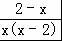 2 − x
x(x − 2)